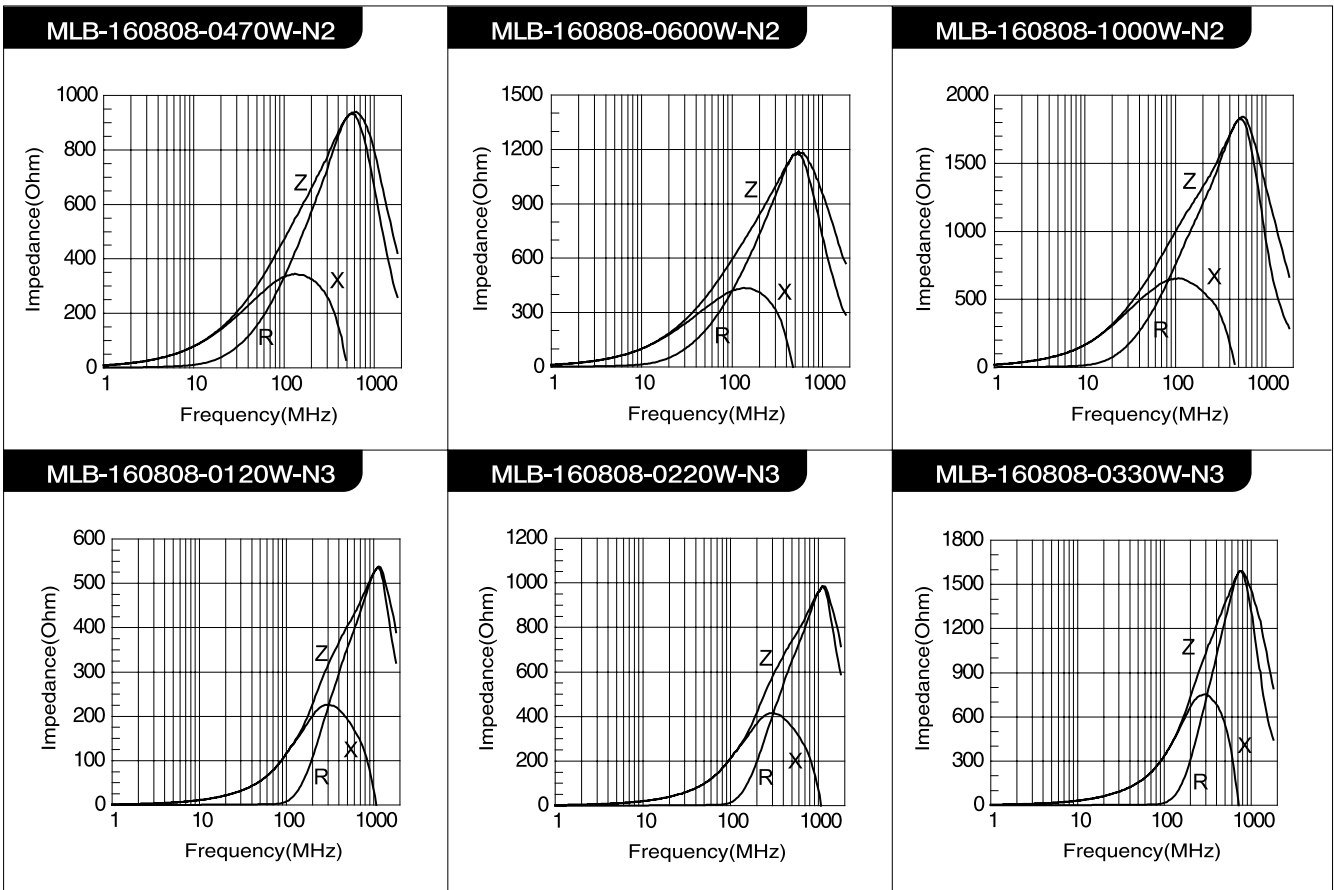 MLB-160808-0470W-N2
Impedance(Ohm)
1000
800
600
400
200
0
Z
X
R
1 10 100 1000
Frequency(MHz)
MLB-160808-0600W-N2
Impedance(Ohm)
1500
1200
900
600
300
0
Z
X
R
1 10 100 1000
Frequency(MHz)
MLB-160808-1000W-N2
Impedance(Ohm)
2000
1500
1000
500
0
Z
X
R
1 10 100 1000
Frequency(MHz)
MLB-160808-0120W-N3
Impedance(Ohm)
600
500
400
300
200
100
0
Z
X
R
1 10 100 1000
Frequency(MHz)
MLB-160808-0220W-N3
Impedance(Ohm)
1200
1000
800
600
400
200
0
Z
X
R
1 10 100 1000
Frequency(MHz)
MLB-160808-0330W-N3
Impedance(Ohm)
1800
1500
1200
900
600
300
0
Z
X
R
1 10 100 1000
Frequency(MHz)